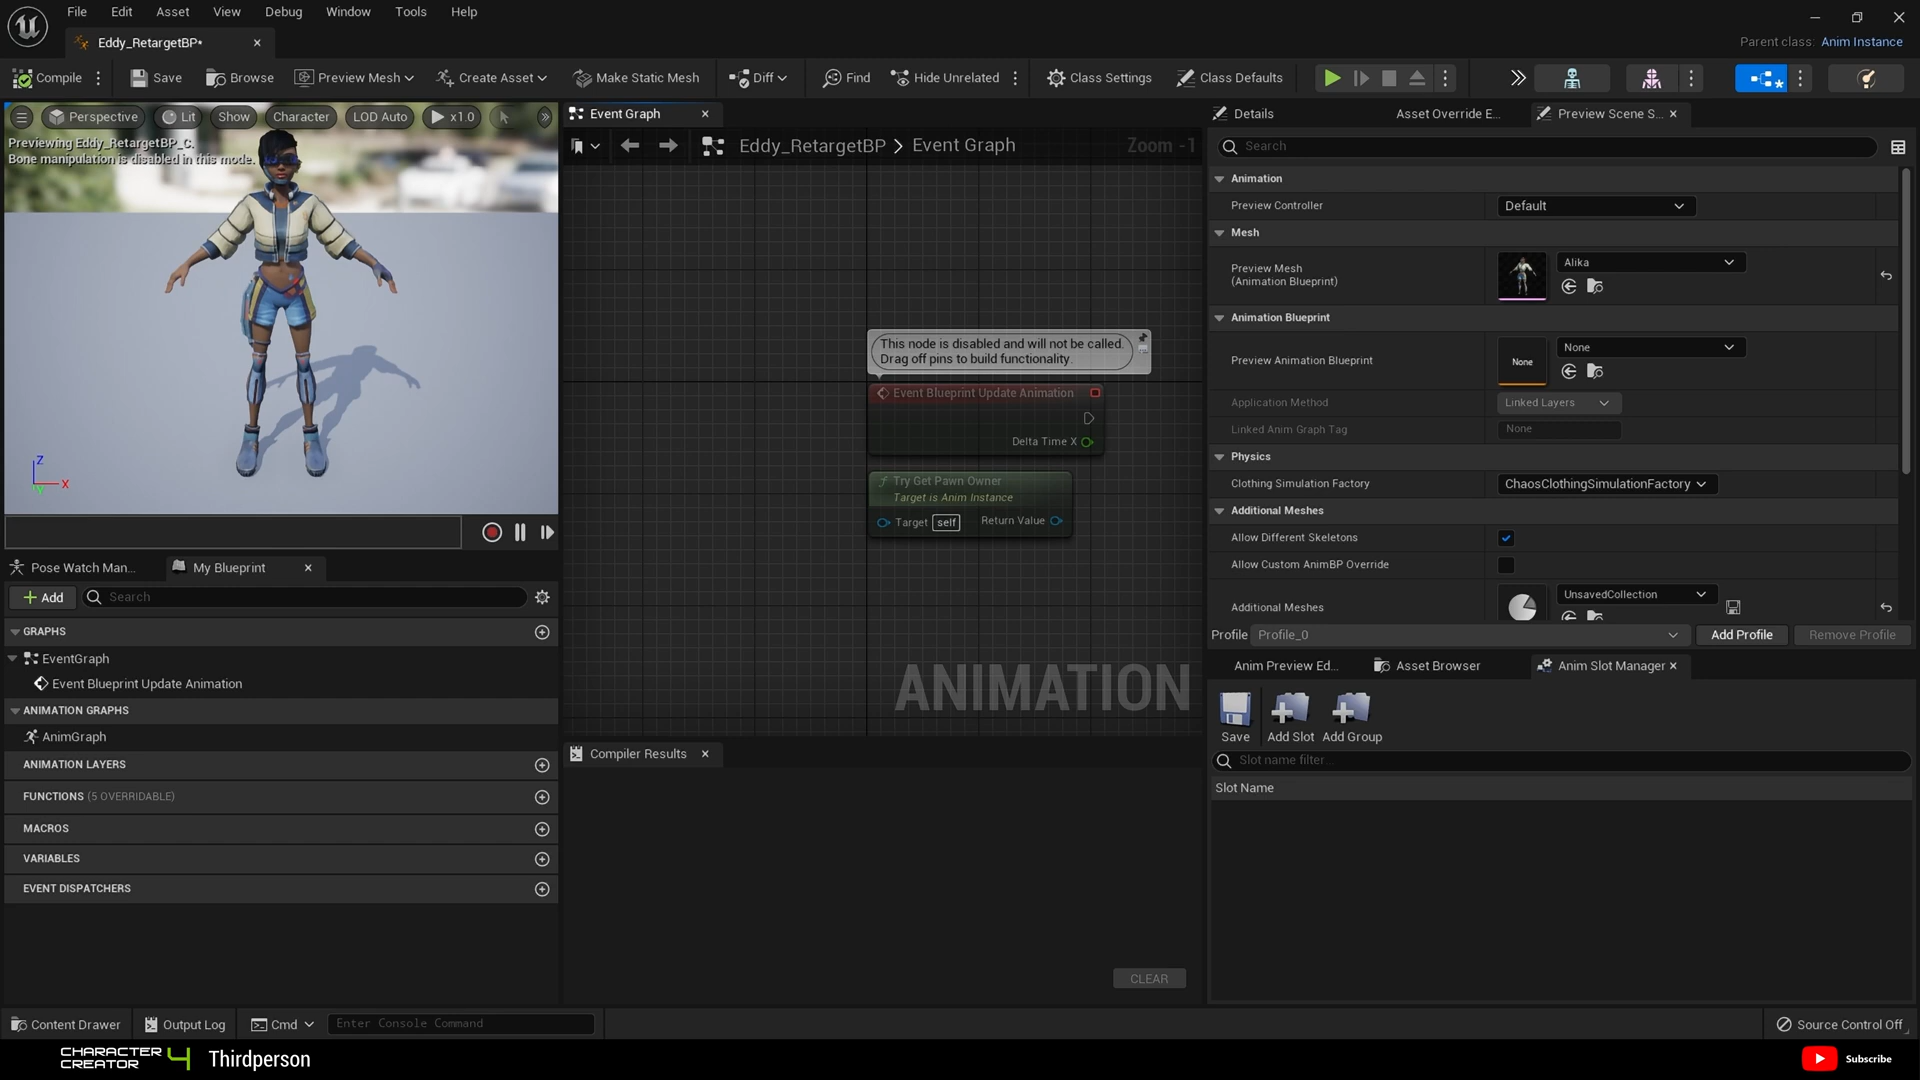 File Edit Asset View Debug Window Tools Help
Eddy_RetargetBP*
Parent class: Anim Instance
Compile Save Browse Preview Mesh Create Asset Make Static Mesh Diff Find Hide Unrelated Class Settings Class Defaults
Perspective Lit Show Character LOD Auto x1.0
Previewing Eddy_RetargetBP_C.
Bone manipulation is disabled in this mode.
Z
X
Y
Event Graph
Eddy_RetargetBP > Event Graph
Zoom -1
This node is disabled and will not be called.
Drag off pins to build functionality.
Event Blueprint Update Animation
Delta Time X
Try Get Pawn Owner
Target is Anim Instance
Target self Return Value
ANIMATION
Compiler Results
CLEAR
Pose Watch Man... My Blueprint
Add Search
GRAPHS
EventGraph
Event Blueprint Update Animation
ANIMATION GRAPHS
AnimGraph
ANIMATION LAYERS
FUNCTIONS (5 OVERRIDABLE)
MACROS
VARIABLES
EVENT DISPATCHERS
Details Asset Override E... Preview Scene S...
Search
Animation
Preview Controller Default
Mesh
Preview Mesh
(Animation Blueprint)
Alika
Animation Blueprint
Preview Animation Blueprint None None
Application Method Linked Layers
Linked Anim Graph Tag None
Physics
Clothing Simulation Factory ChaosClothingSimulationFactory
Additional Meshes
Allow Different Skeletons
Allow Custom AnimBP Override
Additional Meshes UnsavedCollection
Profile Profile_0 Add Profile Remove Profile
Anim Preview Ed... Asset Browser Anim Slot Manager
Save Add Slot Add Group
Slot name filter...
Slot Name
Content Drawer Output Log Cmd Enter Console Command Source Control Off
CHARACTER
CREATOR 4 Thirdperson
Subscribe